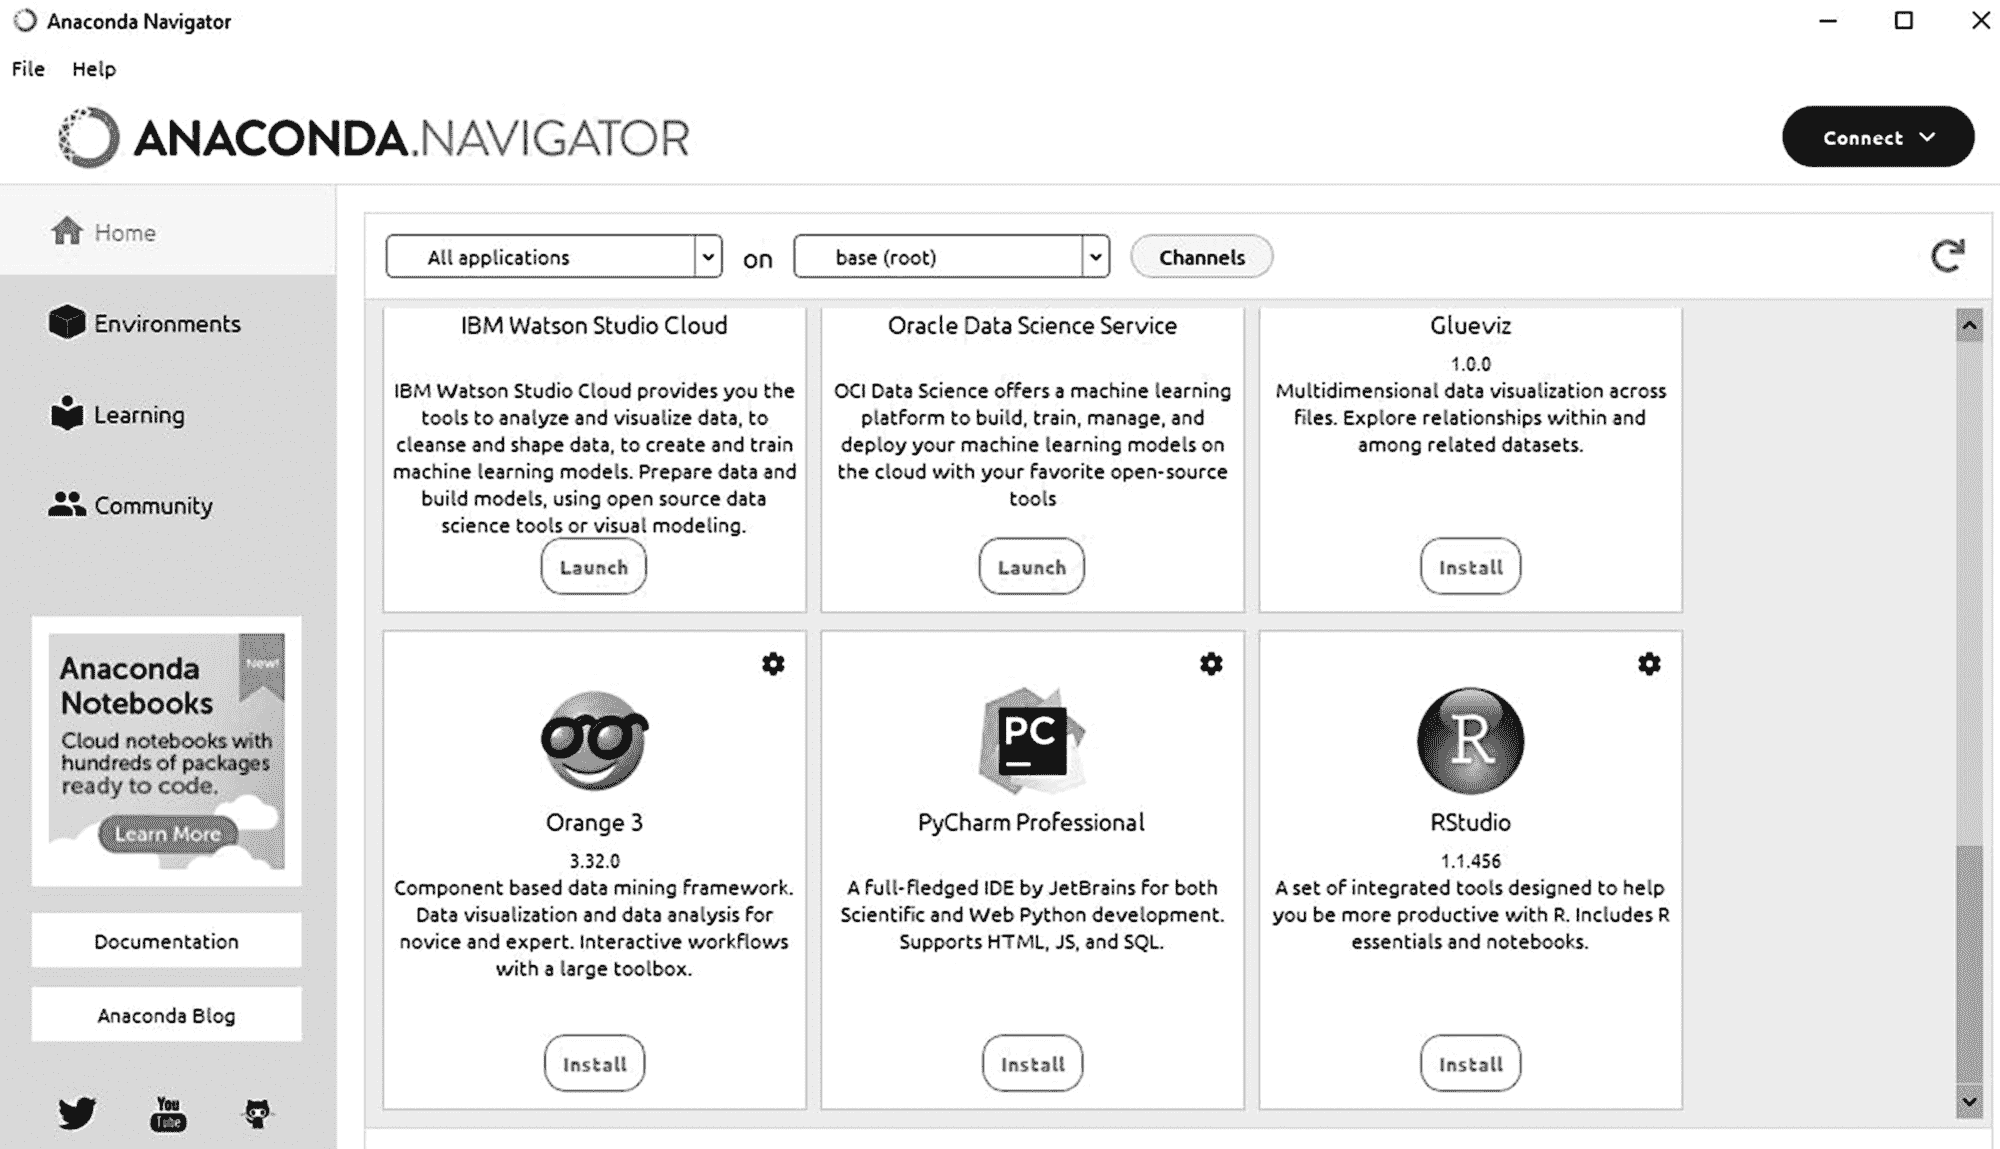 Anaconda Navigator
File Help
ANACONDA.NAVIGATOR
Connect
Home
Environments
Learning
Community
Anaconda
Notebooks
New!
Cloud notebooks with
hundreds of packages
ready to code.
Learn More
Documentation
Anaconda Blog
You
Tube
All applications on base (root) Channels
IBM Watson Studio Cloud
IBM Watson Studio Cloud provides you the
tools to analyze and visualize data, to
cleanse and shape data, to create and train
machine learning models. Prepare data and
build models, using open source data
science tools or visual modeling.
Launch
Oracle Data Science Service
OCI Data Science offers a machine learning
platform to build, train, manage, and
deploy your machine learning models on
the cloud with your favorite open-source
tools
Launch
Glueviz
1.0.0
Multidimensional data visualization across
files. Explore relationships within and
among related datasets.
Install
Orange 3
3.32.0
Component based data mining framework.
Data visualization and data analysis for
novice and expert. Interactive workflows
with a large toolbox.
Install
PC
PyCharm Professional
A full-fledged IDE by JetBrains for both
Scientific and Web Python development.
Supports HTML, JS, and SQL.
Install
R
RStudio
1.1.456
A set of integrated tools designed to help
you be more productive with R. Includes R
essentials and notebooks.
Install